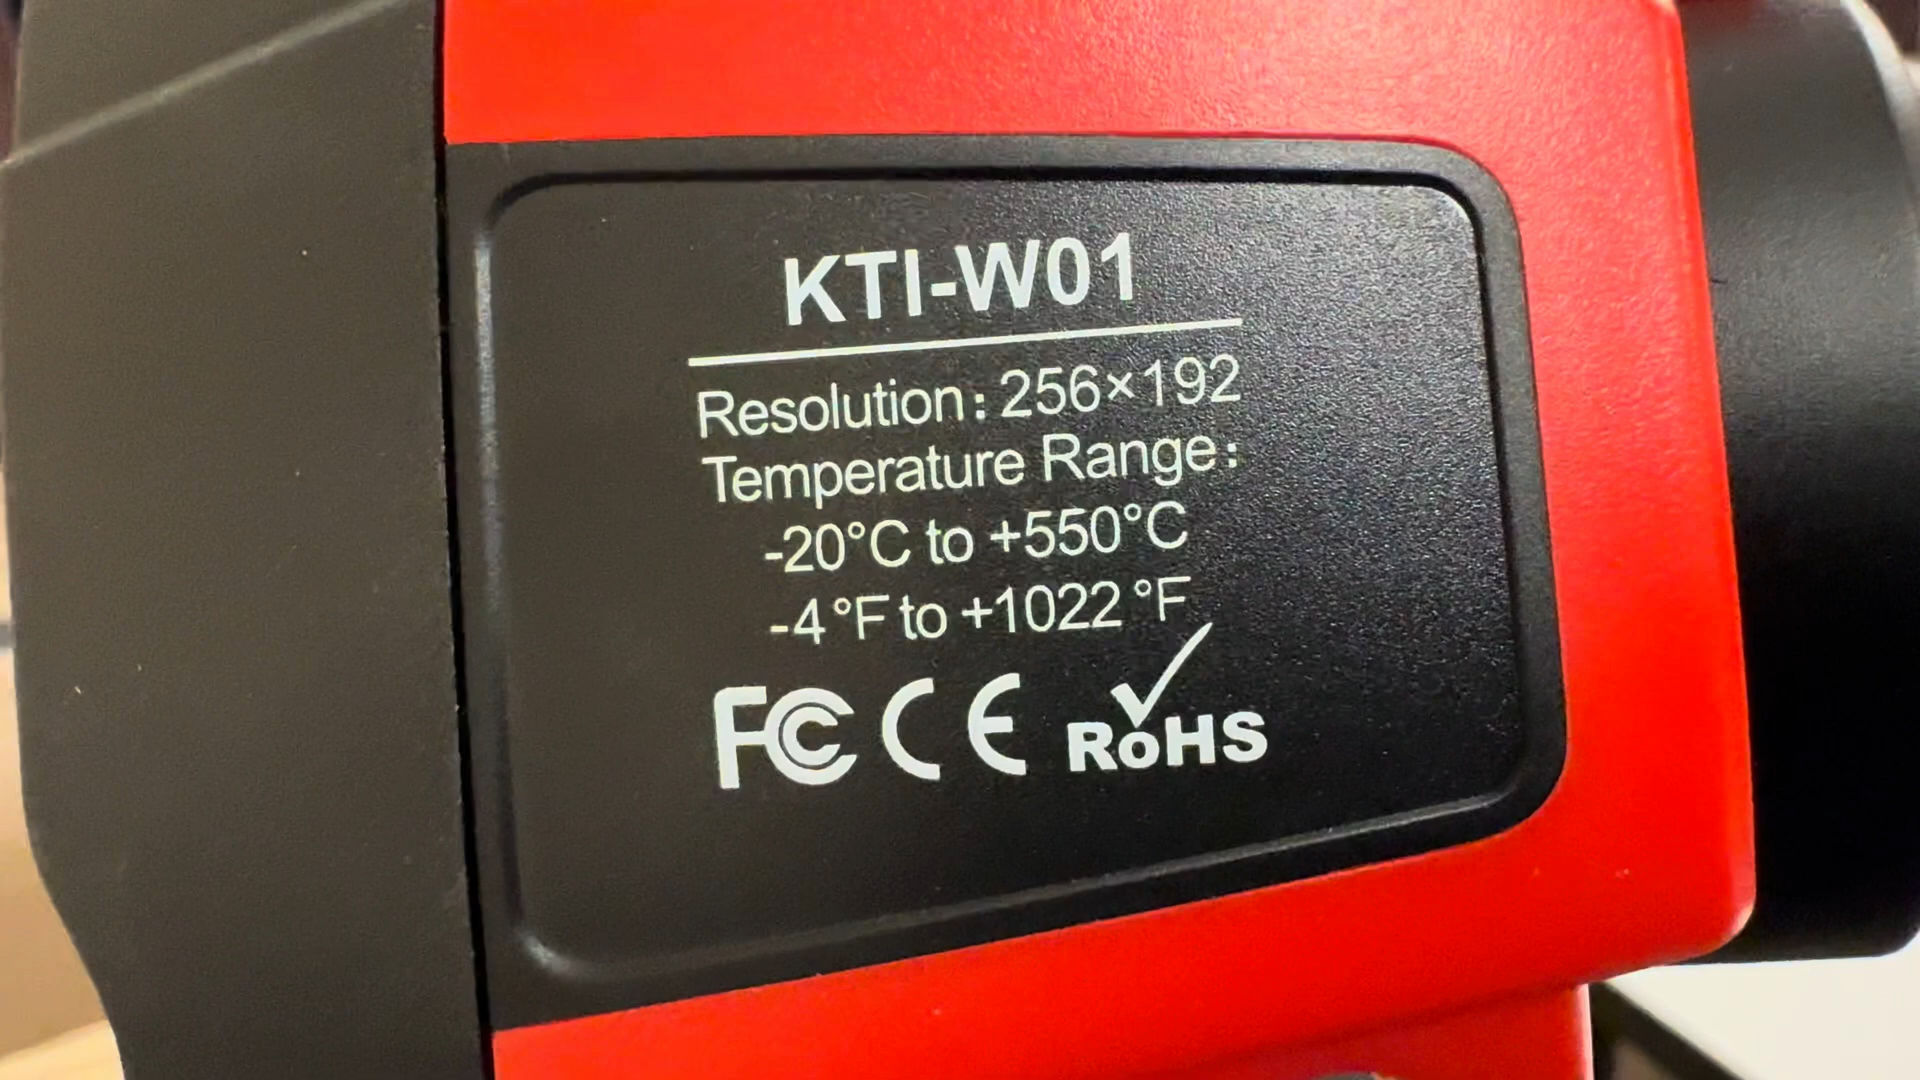 KTI-W01
Resolution: 256×192
Temperature Range:
-20°C to +550°C
-4°F to +1022°F
FC CE RoHS